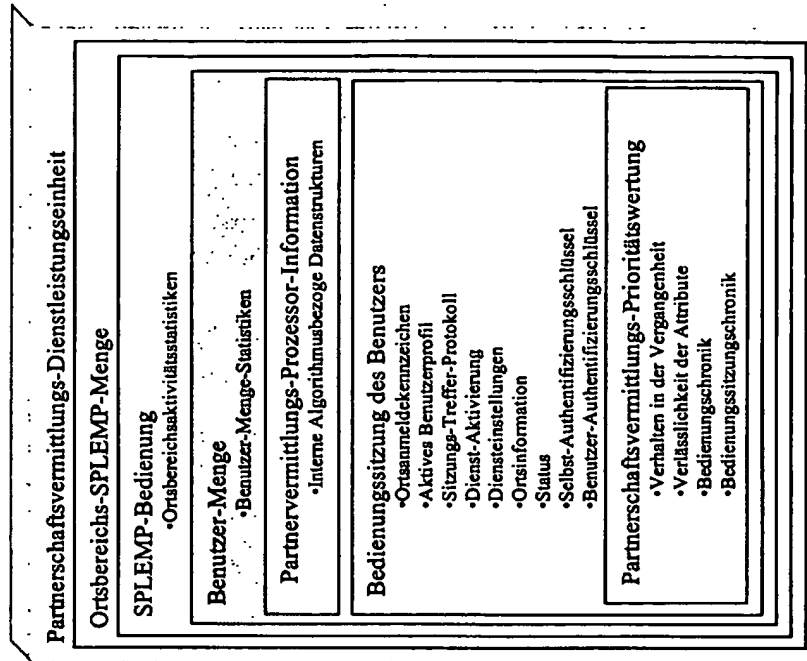 Partnerschaftsvermittlungs-Dienstleistungseinheit
Ortsbereichs-SPLEMP-Menge
SPLEMP-Bedienung
•Ortsbereichsaktivitätsstatistiken
Benutzer-Menge
•Benutzer-Menge-Statistiken
Partnervermittlungs-Prozessor-Information
•Interne Algorithmusbezoge Datenstrukturen
Bedienungssitzung des Benutzers
•Ortsanmeldekennzeichen
•Aktives Benutzerprofil
•Sitzungs-Treffer-Protokoll
•Dienst-Aktivierung
•Diensteinstellungen
•Ortsinformation
•Status
•Selbst-Authentifizierungsschlüssel
•Benutzer-Authentifizierungsschlüssel
Partnerschaftsvermittlungs-Prioritätswertung
•Verhalten in der Vergangenheit
•Verlässlichkeit der Attribute
•Bedienungschronik
•Bedienungssitzungschronik